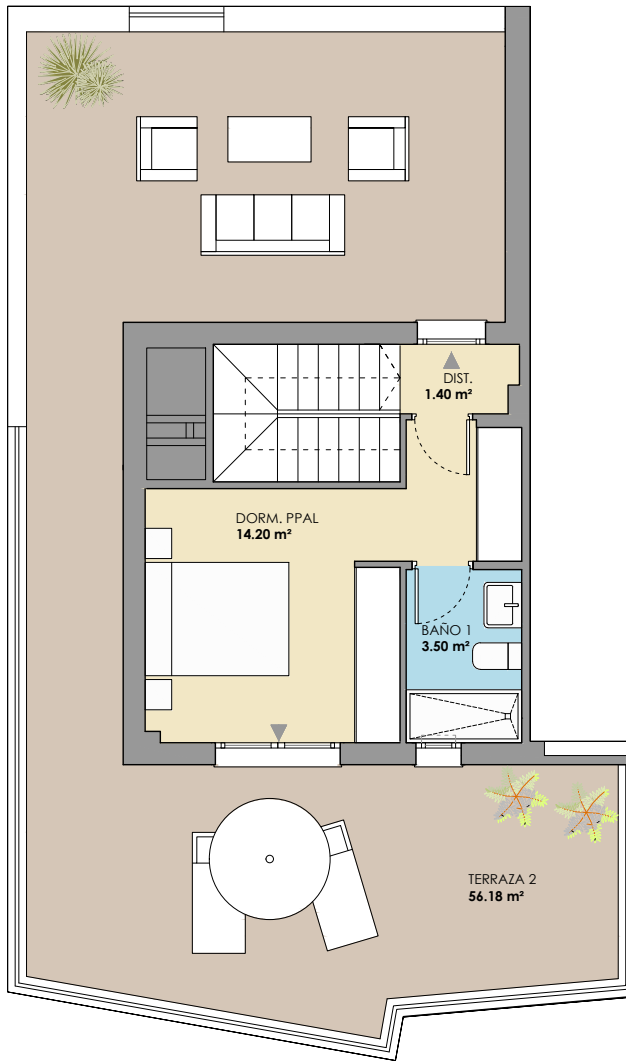 DIST.
1.40 m²
DORM. PPAL
14.20 m²
BAÑO 1
3.50 m²
TERRAZA 2
56.18 m²